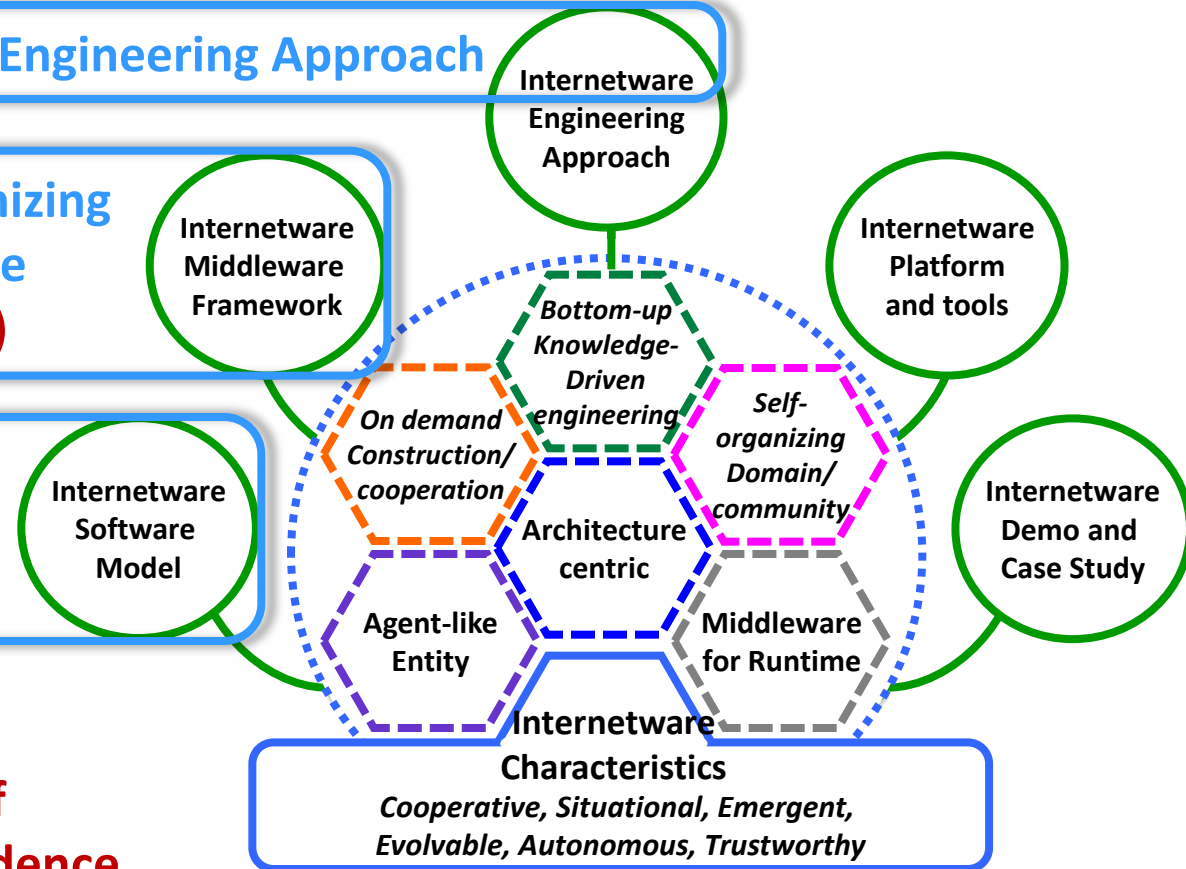 Engineering Approach
Internetware
Engineering
Approach
nizing
e
)
Internetware
Middleware
Framework
Internetware
Platform
and tools
Bottom-up
Knowledge-
Driven
engineering
On demand
Construction/
cooperation
Self-
organizing
Domain/
community
Internetware
Software
Model
Architecture
centric
Internetware
Demo and
Case Study
Agent-like
Entity
Middleware
for Runtime
Internetware
Characteristics
Cooperative, Situational, Emergent,
Evolvable, Autonomous, Trustworthy
f
dence